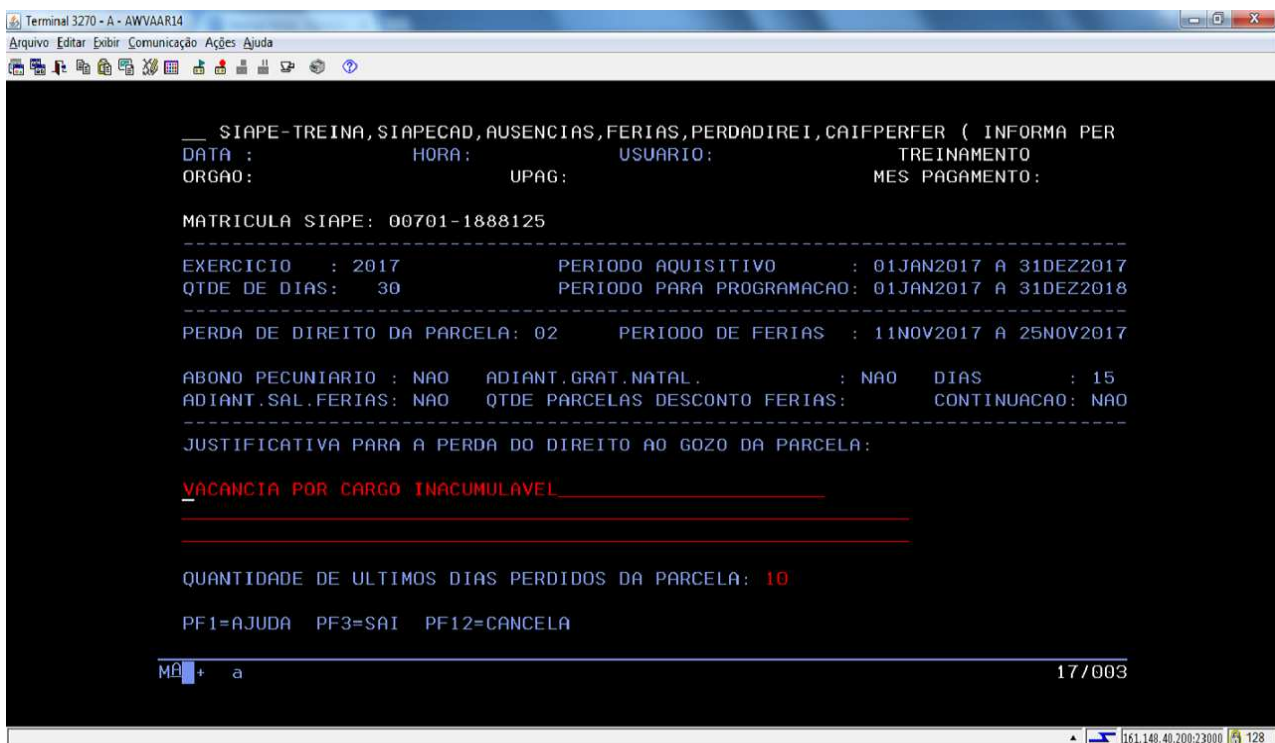 Terminal 3270 - A - AWVAAR14
Arquivo Editar Exibir Comunicação Ações Ajuda
__ SIAPE-TREINA,SIAPECAD,AUSENCIAS,FERIAS,PERDADIREI,CAIFPERFER ( INFORMA PER
DATA : HORA: USUARIO: TREINAMENTO
ORGAO: UPAG: MES PAGAMENTO:
MATRICULA SIAPE: 00701-1888125
EXERCICIO : 2017 PERIODO AQUISITIVO : 01JAN2017 A 31DEZ2017
QTDE DE DIAS: 30 PERIODO PARA PROGRAMACAO: 01JAN2017 A 31DEZ2018
PERDA DE DIREITO DA PARCELA: 02 PERIODO DE FERIAS : 11NOV2017 A 25NOV2017
ABONO PECUNIARIO : NAO ADIANT.GRAT.NATAL. : NAO DIAS : 15
ADIANT.SAL.FERIAS: NAO QTDE PARCELAS DESCONTO FERIAS: CONTINUACAO: NAO
JUSTIFICATIVA PARA A PERDA DO DIREITO AO GOZO DA PARCELA:
VACANCIA POR CARGO INACUMULAVEL
QUANTIDADE DE ULTIMOS DIAS PERDIDOS DA PARCELA: 10
PF1=AJUDA PF3=SAI PF12=CANCELA
MA + a 17/003
161.148.40.200:23000 128